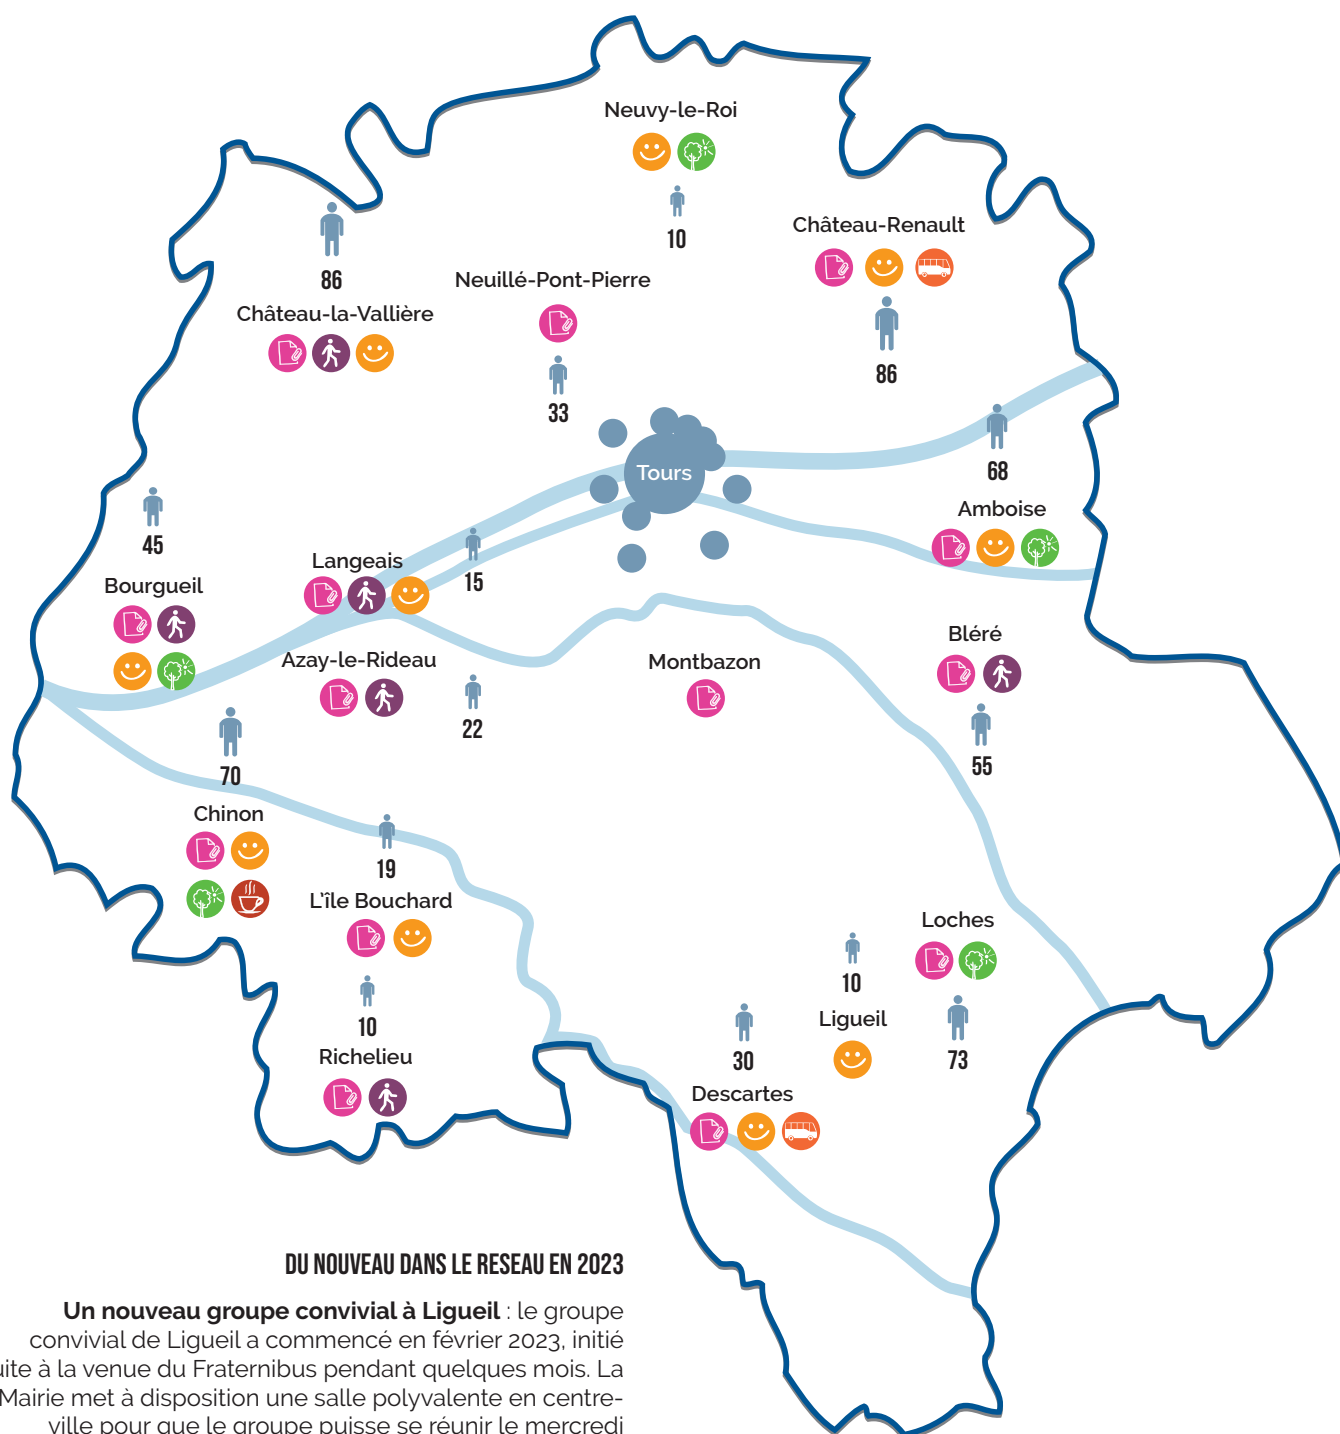 Neuvy-le-Roi
10
Château-Renault
86
86
Château-la-Vallière
Neuillé-Pont-Pierre
33
Tours
68
Amboise
45
Bourgueil
Langeais
15
Azay-le-Rideau
22
Montbazon
Bléré
55
70
Chinon
19
L'île Bouchard
10
Richelieu
10
Ligueil
Loches
73
30
Descartes
DU NOUVEAU DANS LE RESEAU EN 2023
Un nouveau groupe convivial à Ligueil : le groupe
convivial de Ligueil a commencé en février 2023, initié
uite à la venue du Fraternibus pendant quelques mois. La
Mairie met à disposition une salle polyvalente en centre-
ville pour que le groupe puisse se réunir le mercredi